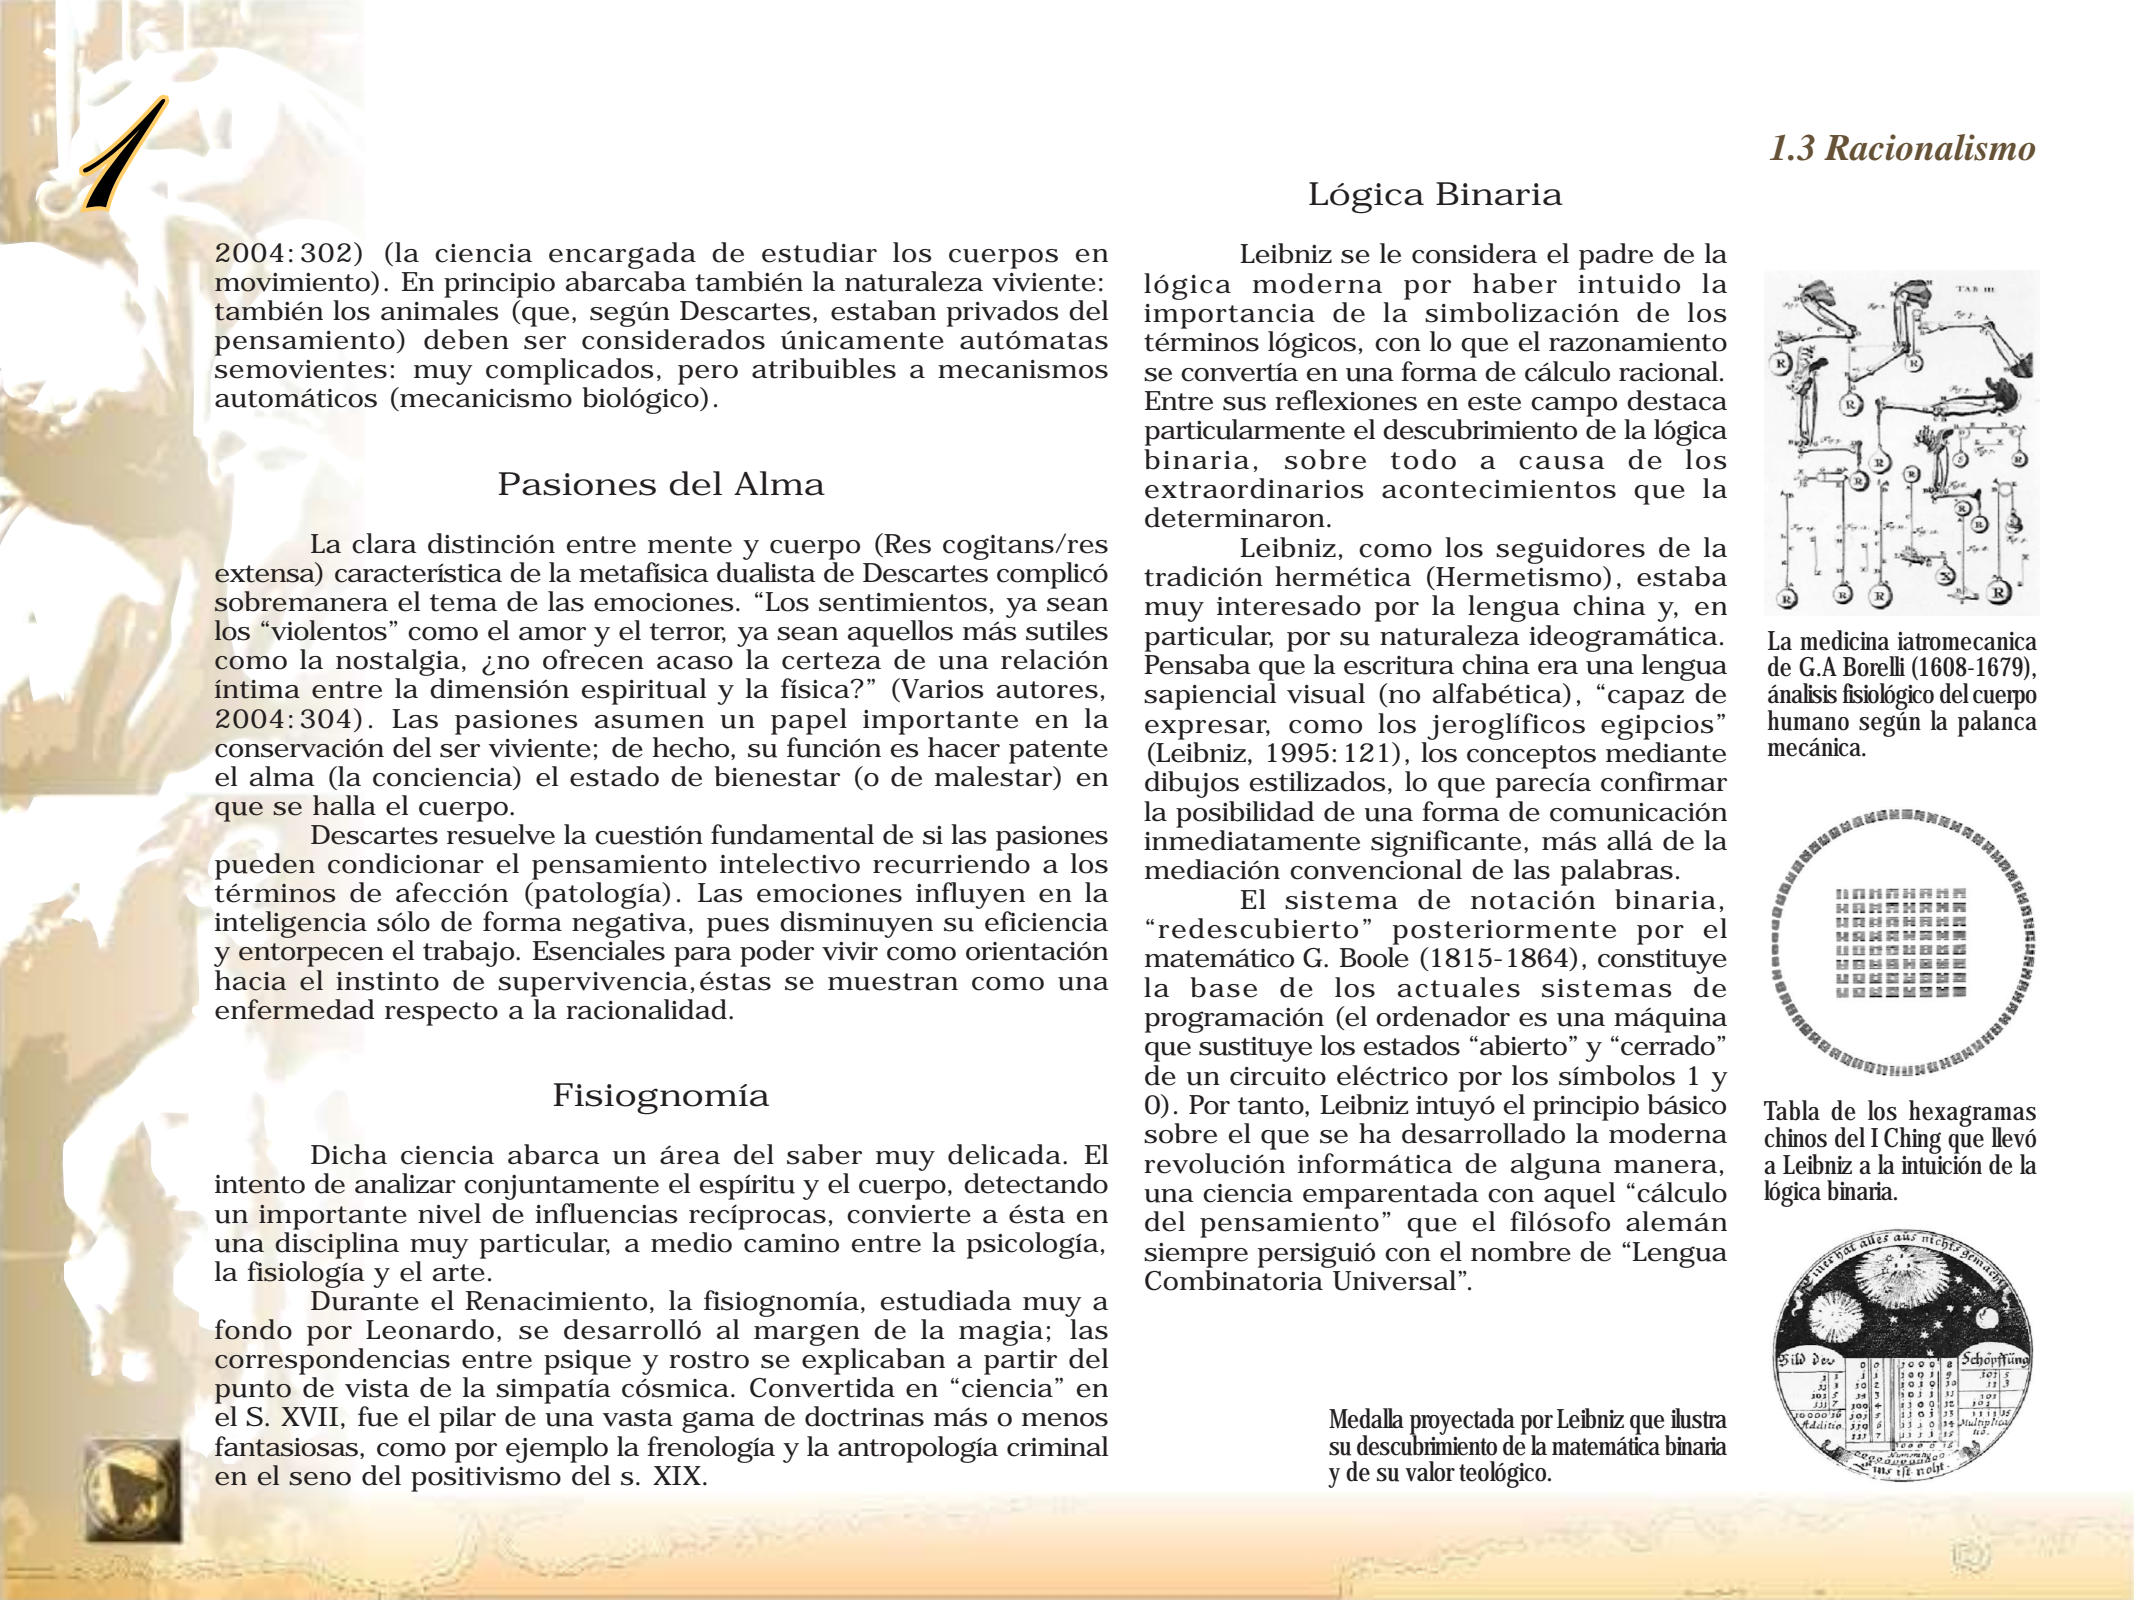 1
1.3 Racionalismo
2004:302) (la ciencia encargada de estudiar los cuerpos en
movimiento). En principio abarcaba también la naturaleza viviente:
también los animales (que, según Descartes, estaban privados del
pensamiento) deben ser considerados únicamente autómatas
semovientes: muy complicados, pero atribuibles a mecanismos
automáticos (mecanicismo biológico).
Pasiones del Alma
La clara distinción entre mente y cuerpo (Res cogitans/res
extensa) característica de la metafísica dualista de Descartes complicó
sobremanera el tema de las emociones. “Los sentimientos, ya sean
los “violentos” como el amor y el terror, ya sean aquellos más sutiles
como la nostalgia, ¿no ofrecen acaso la certeza de una relación
íntima entre la dimensión espiritual y la física?” (Varios autores,
2004:304). Las pasiones asumen un papel importante en la
conservación del ser viviente; de hecho, su función es hacer patente
el alma (la conciencia) el estado de bienestar (o de malestar) en
que se halla el cuerpo.
Descartes resuelve la cuestión fundamental de si las pasiones
pueden condicionar el pensamiento intelectivo recurriendo a los
términos de afección (patología). Las emociones influyen en la
inteligencia sólo de forma negativa, pues disminuyen su eficiencia
y entorpecen el trabajo. Esenciales para poder vivir como orientación
hacia el instinto de supervivencia,éstas se muestran como una
enfermedad respecto a la racionalidad.
Fisiognomía
Dicha ciencia abarca un área del saber muy delicada. El
intento de analizar conjuntamente el espíritu y el cuerpo, detectando
un importante nivel de influencias recíprocas, convierte a ésta en
una disciplina muy particular, a medio camino entre la psicología,
la fisiología y el arte.
Durante el Renacimiento, la fisiognomía, estudiada muy a
fondo por Leonardo, se desarrolló al margen de la magia; las
correspondencias entre psique y rostro se explicaban a partir del
punto de vista de la simpatía cósmica. Convertida en “ciencia” en
el S. XVII, fue el pilar de una vasta gama de doctrinas más o menos
fantasiosas, como por ejemplo la frenología y la antropología criminal
en el seno del positivismo del s. XIX.
Lógica Binaria
Leibniz se le considera el padre de la
lógica moderna por haber intuido la
importancia de la simbolización de los
términos lógicos, con lo que el razonamiento
se convertía en una forma de cálculo racional.
Entre sus reflexiones en este campo destaca
particularmente el descubrimiento de la lógica
binaria, sobre todo a causa de los
extraordinarios acontecimientos que la
determinaron.
Leibniz, como los seguidores de la
tradición hermética (Hermetismo), estaba
muy interesado por la lengua china y, en
particular, por su naturaleza ideogramática.
Pensaba que la escritura china era una lengua
sapiencial visual (no alfabética), “capaz de
expresar, como los jeroglíficos egipcios”
(Leibniz, 1995:121), los conceptos mediante
dibujos estilizados, lo que parecía confirmar
la posibilidad de una forma de comunicación
inmediatamente significante, más allá de la
mediación convencional de las palabras.
El sistema de notación binaria,
“redescubierto” posteriormente por el
matemático G. Boole (1815-1864), constituye
la base de los actuales sistemas de
programación (el ordenador es una máquina
que sustituye los estados “abierto” y “cerrado”
de un circuito eléctrico por los símbolos 1 y
0). Por tanto, Leibniz intuyó el principio básico
sobre el que se ha desarrollado la moderna
revolución informática de alguna manera,
una ciencia emparentada con aquel “cálculo
del pensamiento” que el filósofo alemán
siempre persiguió con el nombre de “Lengua
Combinatoria Universal”.
TAB III
La medicina iatromecanica
de G.A Borelli (1608-1679),
ánalisis fisiológico del cuerpo
humano según la palanca
mecánica.
Tabla de los hexagramas
chinos del I Ching que llevó
a Leibniz a la intuición de la
lógica binaria.
Einer hat alles aus nichts gemacht
Bild der
Schöpffüng
Additio
Medalla proyectada por Leibniz que ilustra
su descubrimiento de la matemática binaria
y de su valor teológico.